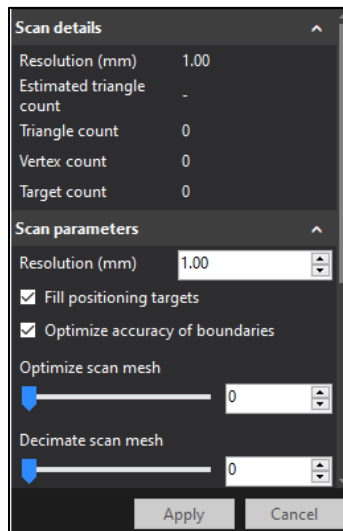 Scan details
Resolution (mm) 1.00
Estimated triangle
count -
Triangle count 0
Vertex count 0
Target count 0
Scan parameters
Resolution (mm) 1.00
Fill positioning targets
Optimize accuracy of boundaries
Optimize scan mesh
0
Decimate scan mesh
0
Apply Cancel